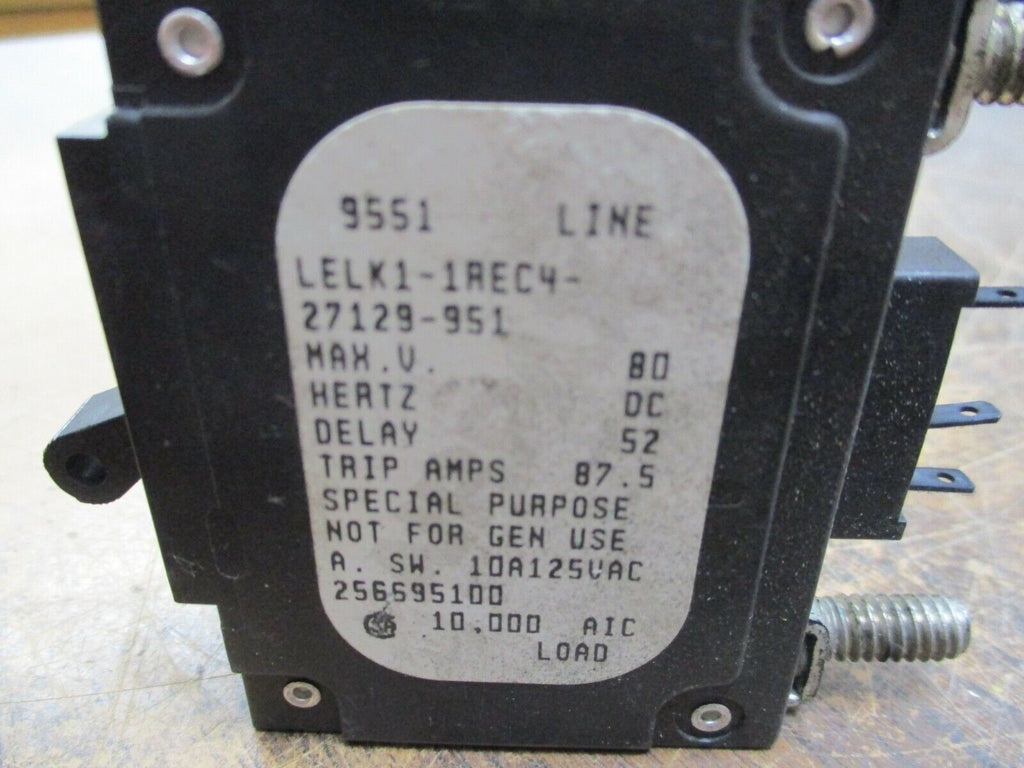 9551 LINE
LELK1-1REC4-
27129-951
MAX.V. 80
HERTZ DC
DELAY 52
TRIP AMPS 87.5
SPECIAL PURPOSE
NOT FOR GEN USE
A. SW. 10A125VAC
256695100
10,000 AIC
LOAD